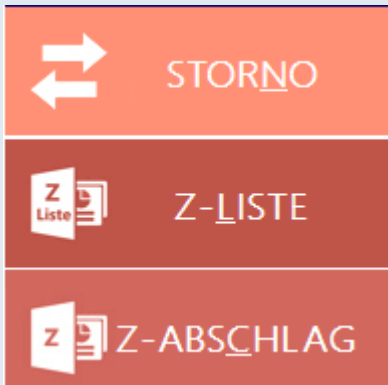 STORNO
Z
Liste
Z-LISTE
Z
Z-ABSCHLAG